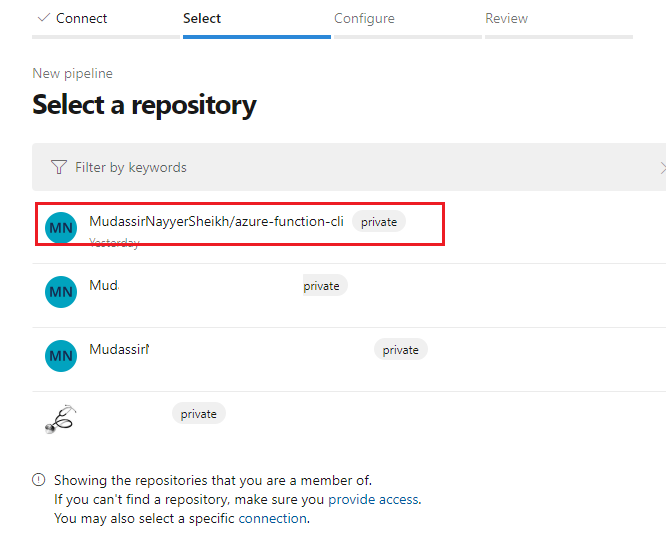 Connect Select Configure Review
New pipeline
Select a repository
Filter by keywords
MN MudassirNayyerSheikh/azure-function-cli private
Yesterday
MN Mud private
MN Mudassir private
private
Showing the repositories that you are a member of.
If you can't find a repository, make sure you provide access.
You may also select a specific connection.